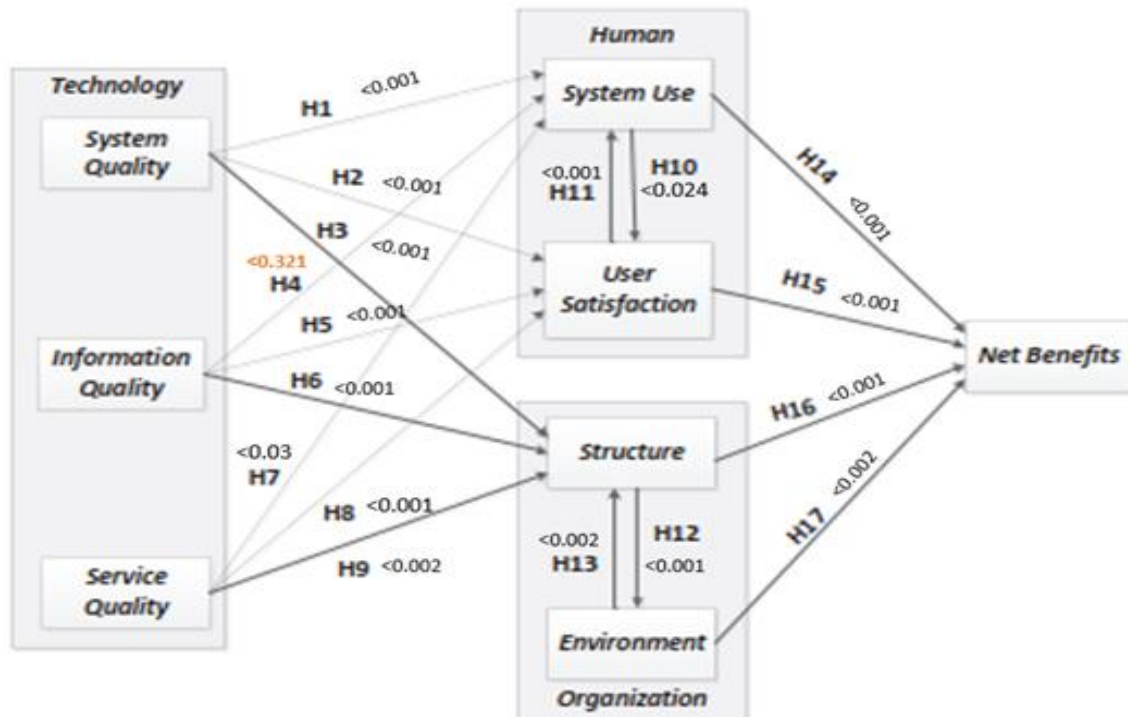 Human
Technology
System Use
System
Quality
H1 <0.001
H2 <0.001
H3 <0.001
<0.321
H4
<0.001
H11
H10
<0.024
User
Satisfaction
H14 <0.001
H15 <0.001
Net Benefits
Information
Quality
H5 <0.001
H6 <0.001
<0.03
H7
H8 <0.001
H9 <0.002
Structure
H16 <0.001
H17 <0.002
<0.002
H13
H12
<0.001
Service
Quality
Environment
Organization